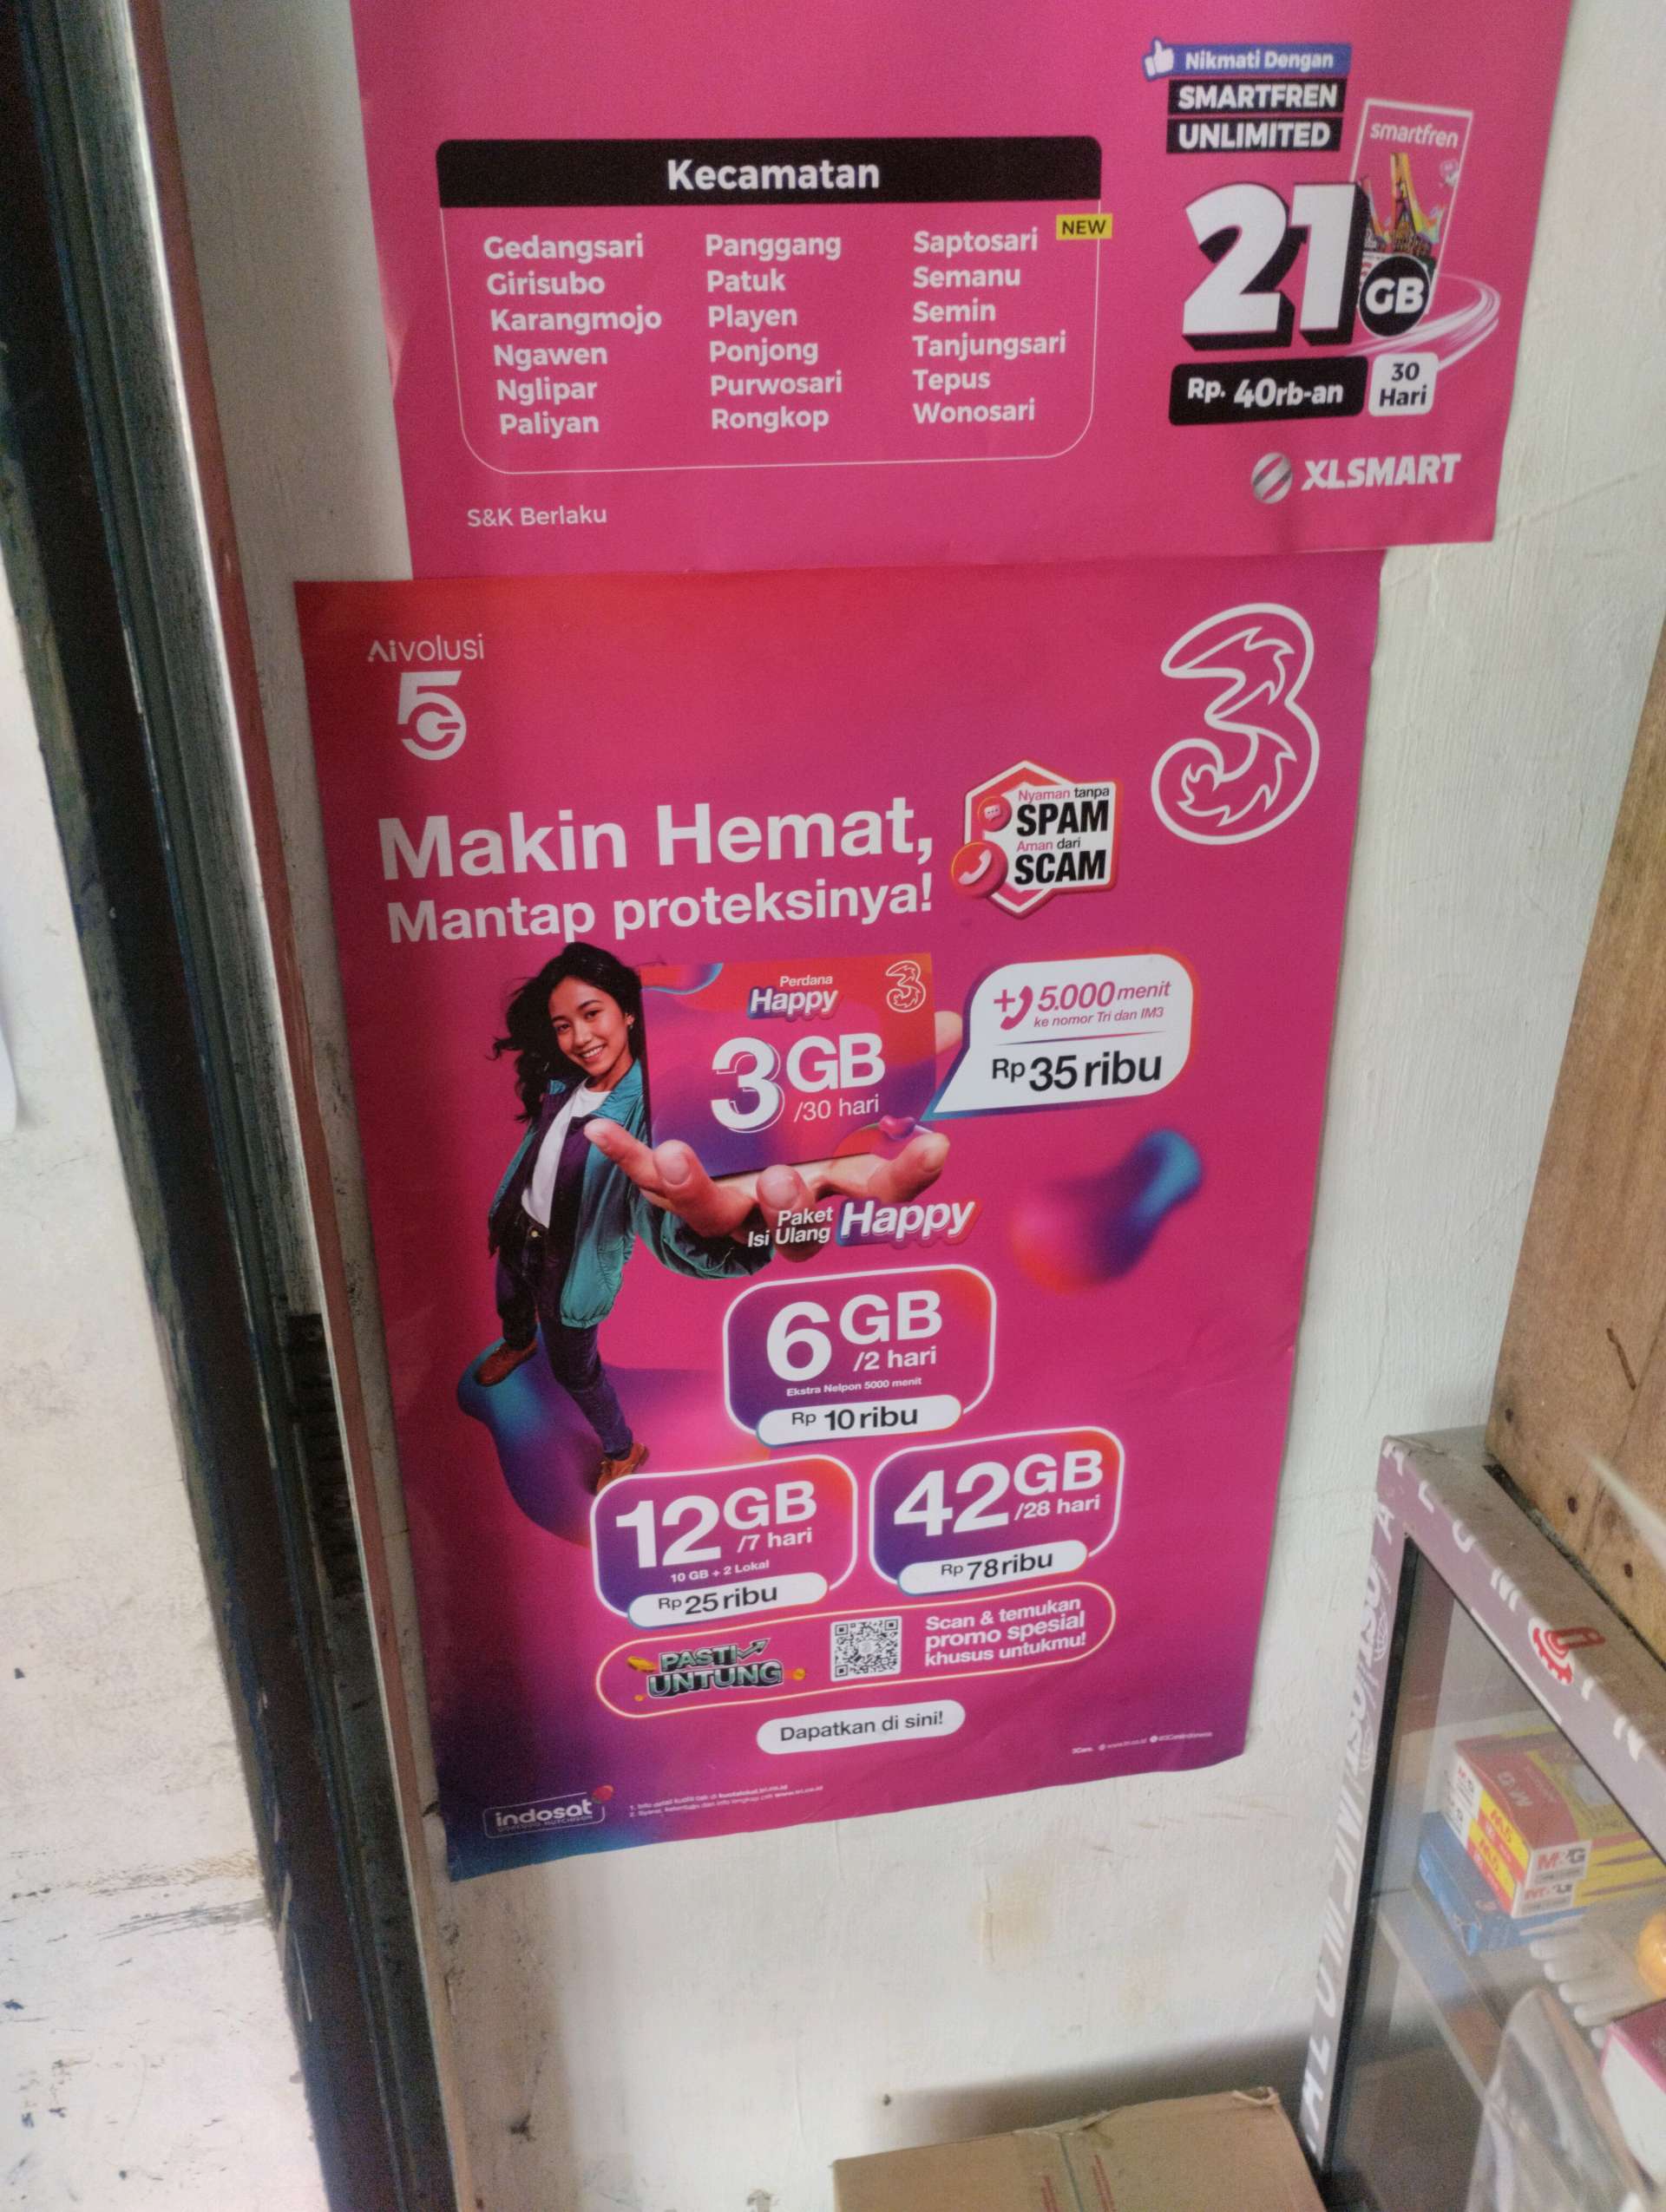 Nikmati Dengan
SMARTFREN
UNLIMITED
smartfren
21
GB
Rp. 40rb-an
30
Hari
XLSMART
Kecamatan
Gedangsari
Girisubo
Karangmojo
Ngawen
Nglipar
Paliyan
Panggang
Patuk
Playen
Ponjong
Purwosari
Rongkop
Saptosari NEW
Semanu
Semin
Tanjungsari
Tepus
Wonosari
S&K Berlaku
Aivolusi
5G
3
Makin Hemat,
Mantap proteksinya!
Nyaman tanpa
SPAM
Aman dari
SCAM
Perdana
Happy
3
3GB
/30 hari
+ 5.000 menit
ke nomor Tri dan IM3
Rp 35 ribu
Paket
Isi Ulang
Happy
6GB
/2 hari
Ekstra Nelpon 5000 menit
Rp 10 ribu
12GB
/7 hari
10 GB + 2 Lokal
Rp 25 ribu
42GB
/28 hari
Rp 78 ribu
PASTI
UNTUNG
Scan & temukan
promo spesial
khusus untukmu!
Dapatkan di sini!
indosat
M&G